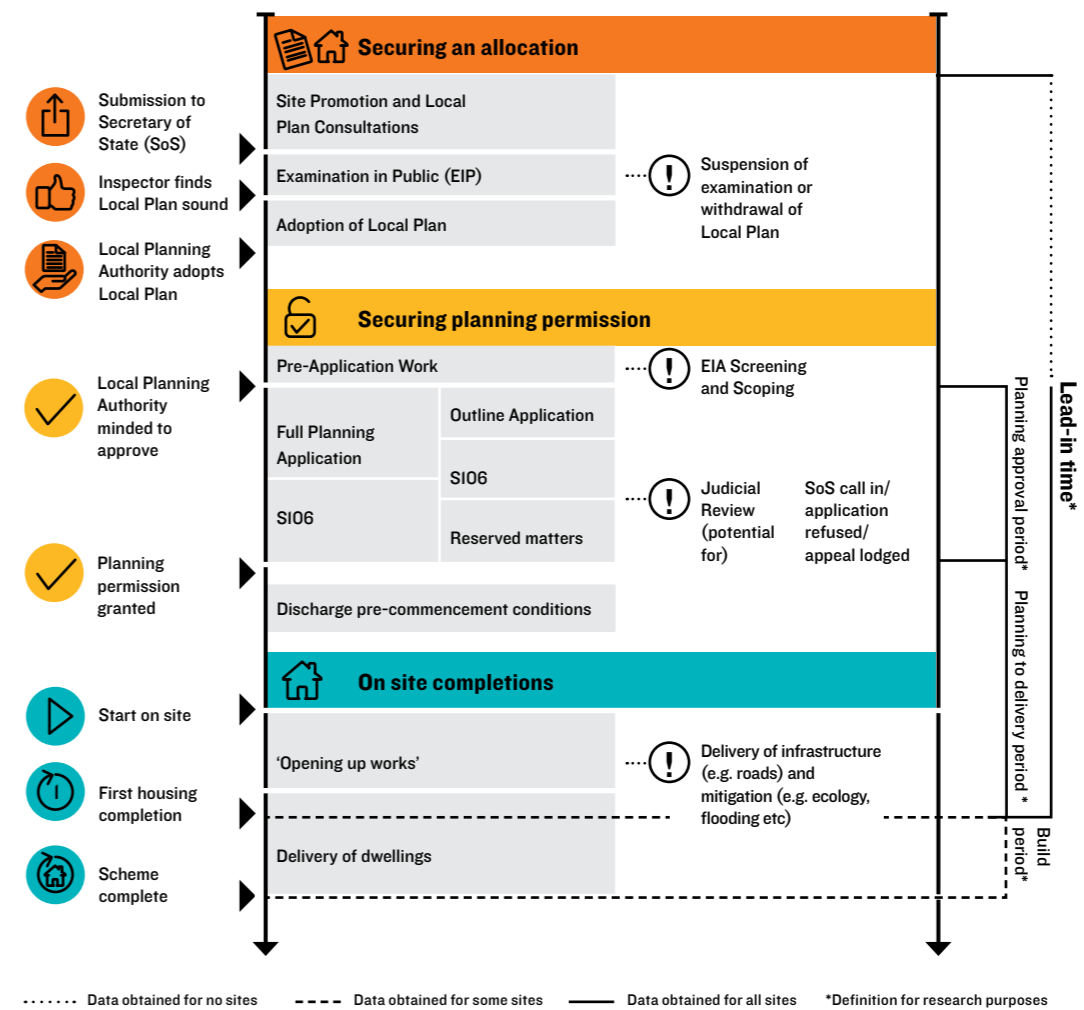 Securing an allocation
Submission to
Secretary of
State (SoS)
Site Promotion and Local
Plan Consultations
Inspector finds
Local Plan sound
Examination in Public (EIP)
Suspension of
examination or
withdrawal of
Local Plan
Adoption of Local Plan
Local Planning
Authority adopts
Local Plan
Securing planning permission
Pre-Application Work
EIA Screening
and Scoping
Local Planning
Authority
minded to
approve
Full Planning
Application
Outline Application
S106
S106
Reserved matters
Judicial
Review
(potential
for)
SoS call in/
application
refused/
appeal lodged
Planning
permission
granted
Discharge pre-commencement conditions
On site completions
Start on site
'Opening up works'
Delivery of infrastructure
(e.g. roads) and
mitigation (e.g. ecology,
flooding etc)
First housing
completion
Delivery of dwellings
Scheme
complete
Lead-in time*
Planning approval period*
Planning to delivery period *
Build
period*
Data obtained for no sites
Data obtained for some sites
Data obtained for all sites
*Definition for research purposes